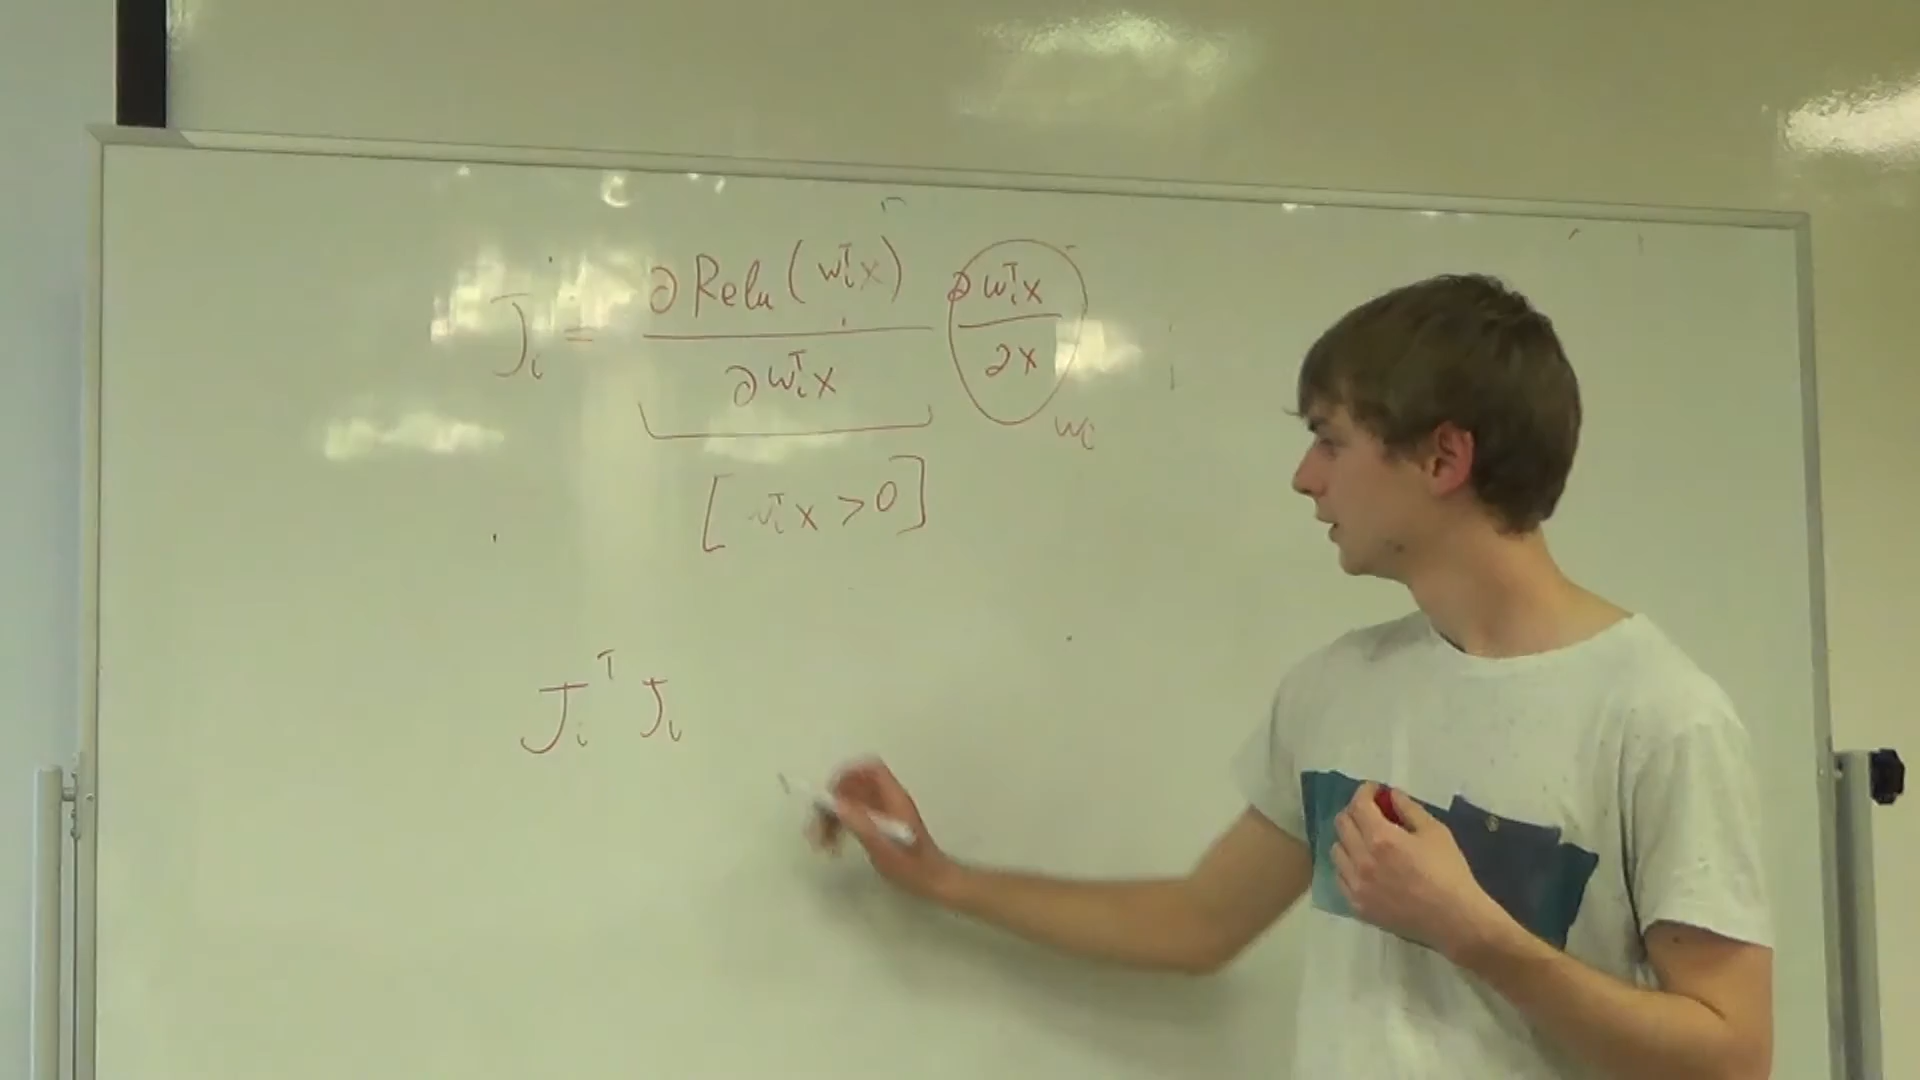 J_i = ∂Relu(w_i^T x) / ∂w_i^T x · ∂w_i^T x / ∂x
w_i
[w_i^T x > 0]
J_i^T J_i